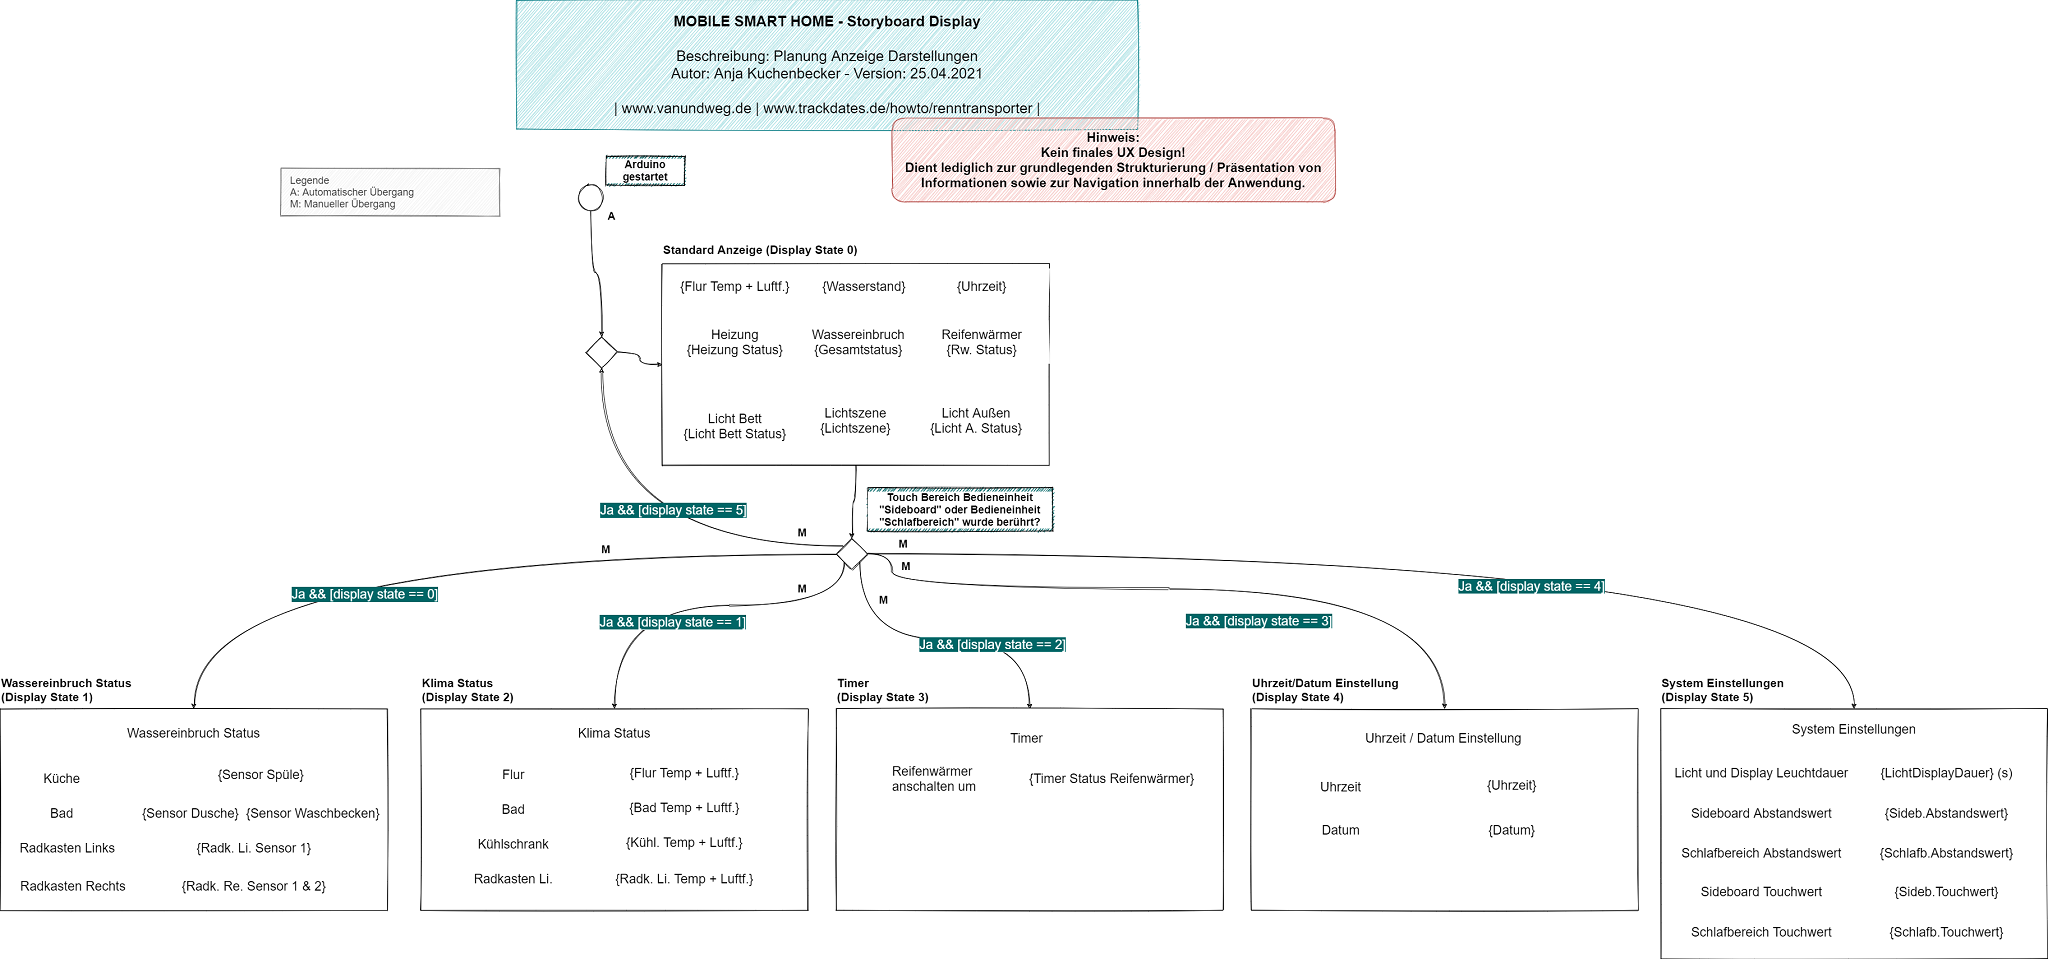 MOBILE SMART HOME - Storyboard Display
Beschreibung: Planung Anzeige Darstellungen
Autor: Anja Kuchenbecker - Version: 25.04.2021
| www.vanundweg.de | www.trackdates.de/howto/renntransporter |
Hinweis:
Kein finales UX Design!
Dient lediglich zur grundlegenden Strukturierung / Präsentation von
Informationen sowie zur Navigation innerhalb der Anwendung.
Legende
A: Automatischer Übergang
M: Manueller Übergang
Arduino
gestartet
A
Standard Anzeige (Display State 0)
{Flur Temp + Luftf.} {Wasserstand} {Uhrzeit}
Heizung Wassereinbruch Reifenwärmer
{Heizung Status} {Gesamtstatus} {Rw. Status}
Licht Bett Lichtszene Licht Außen
{Licht Bett Status} {Lichtszene} {Licht A. Status}
Touch Bereich Bedieneinheit
"Sideboard" oder Bedieneinheit
"Schlafbereich" wurde berührt?
Ja && [display state == 5]
M
M
M
M
M
M
Ja && [display state == 0]
Ja && [display state == 1]
Ja && [display state == 2]
Ja && [display state == 3]
Ja && [display state == 4]
Wassereinbruch Status
(Display State 1)
Wassereinbruch Status
Küche {Sensor Spüle}
Bad {Sensor Dusche} {Sensor Waschbecken}
Radkasten Links {Radk. Li. Sensor 1}
Radkasten Rechts {Radk. Re. Sensor 1 & 2}
Klima Status
(Display State 2)
Klima Status
Flur {Flur Temp + Luftf.}
Bad {Bad Temp + Luftf.}
Kühlschrank {Kühl. Temp + Luftf.}
Radkasten Li. {Radk. Li. Temp + Luftf.}
Timer
(Display State 3)
Timer
Reifenwärmer
anschalten um
{Timer Status Reifenwärmer}
Uhrzeit/Datum Einstellung
(Display State 4)
Uhrzeit / Datum Einstellung
Uhrzeit {Uhrzeit}
Datum {Datum}
System Einstellungen
(Display State 5)
System Einstellungen
Licht und Display Leuchtdauer {LichtDisplayDauer} (s)
Sideboard Abstandswert {Sideb.Abstandswert}
Schlafbereich Abstandswert {Schlafb.Abstandswert}
Sideboard Touchwert {Sideb.Touchwert}
Schlafbereich Touchwert {Schlafb.Touchwert}